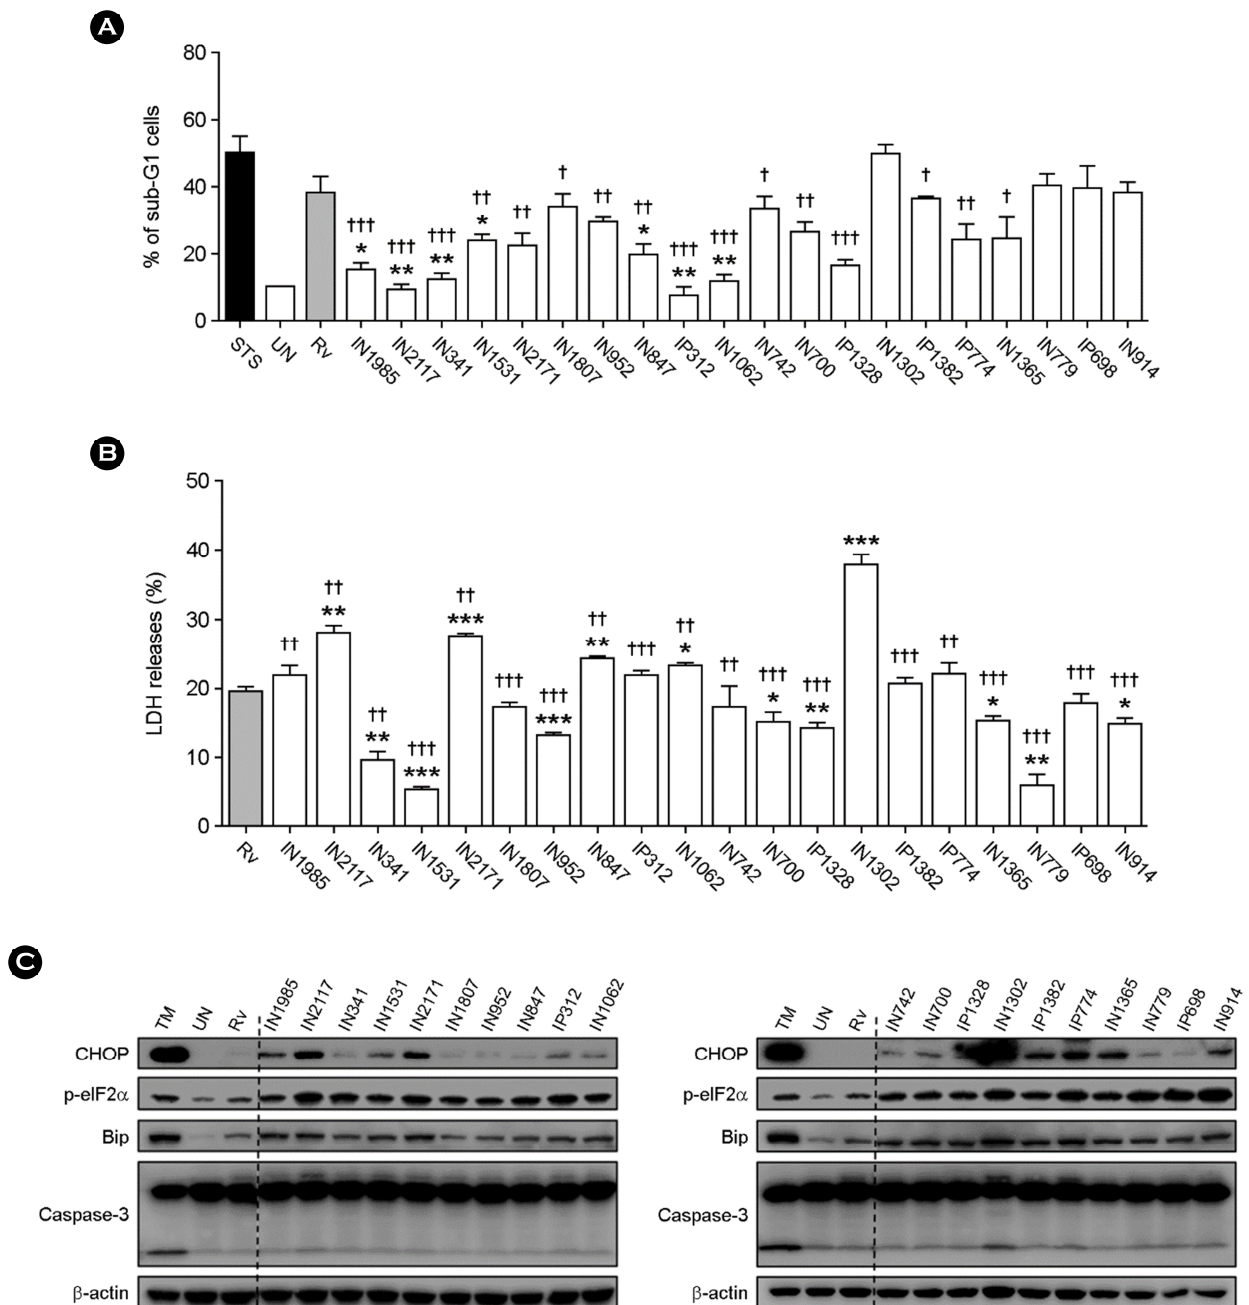 A
% of sub-G1 cells
80
60
40
20
0
† †† ††† * ** 
STS UN Rv IN1985 IN2117 IN341 IN1531 IN2171 IN1807 IN952 IN847 IP312 IN1062 IN742 IN700 IP1328 IN1302 IP1382 IP774 IN1365 IN779 IP698 IN914
B
LDH releases (%)
50
40
30
20
10
0
†† ††† * ** ***
Rv IN1985 IN2117 IN341 IN1531 IN2171 IN1807 IN952 IN847 IP312 IN1062 IN742 IN700 IP1328 IN1302 IP1382 IP774 IN1365 IN779 IP698 IN914
C
TM UN Rv IN1985 IN2117 IN341 IN1531 IN2171 IN1807 IN952 IN847 IP312 IN1062
CHOP
p-eIF2α
Bip
Caspase-3
β-actin
TM UN Rv IN742 IN700 IP1328 IN1302 IP1382 IP774 IN1365 IN779 IP698 IN914
CHOP
p-eIF2α
Bip
Caspase-3
β-actin